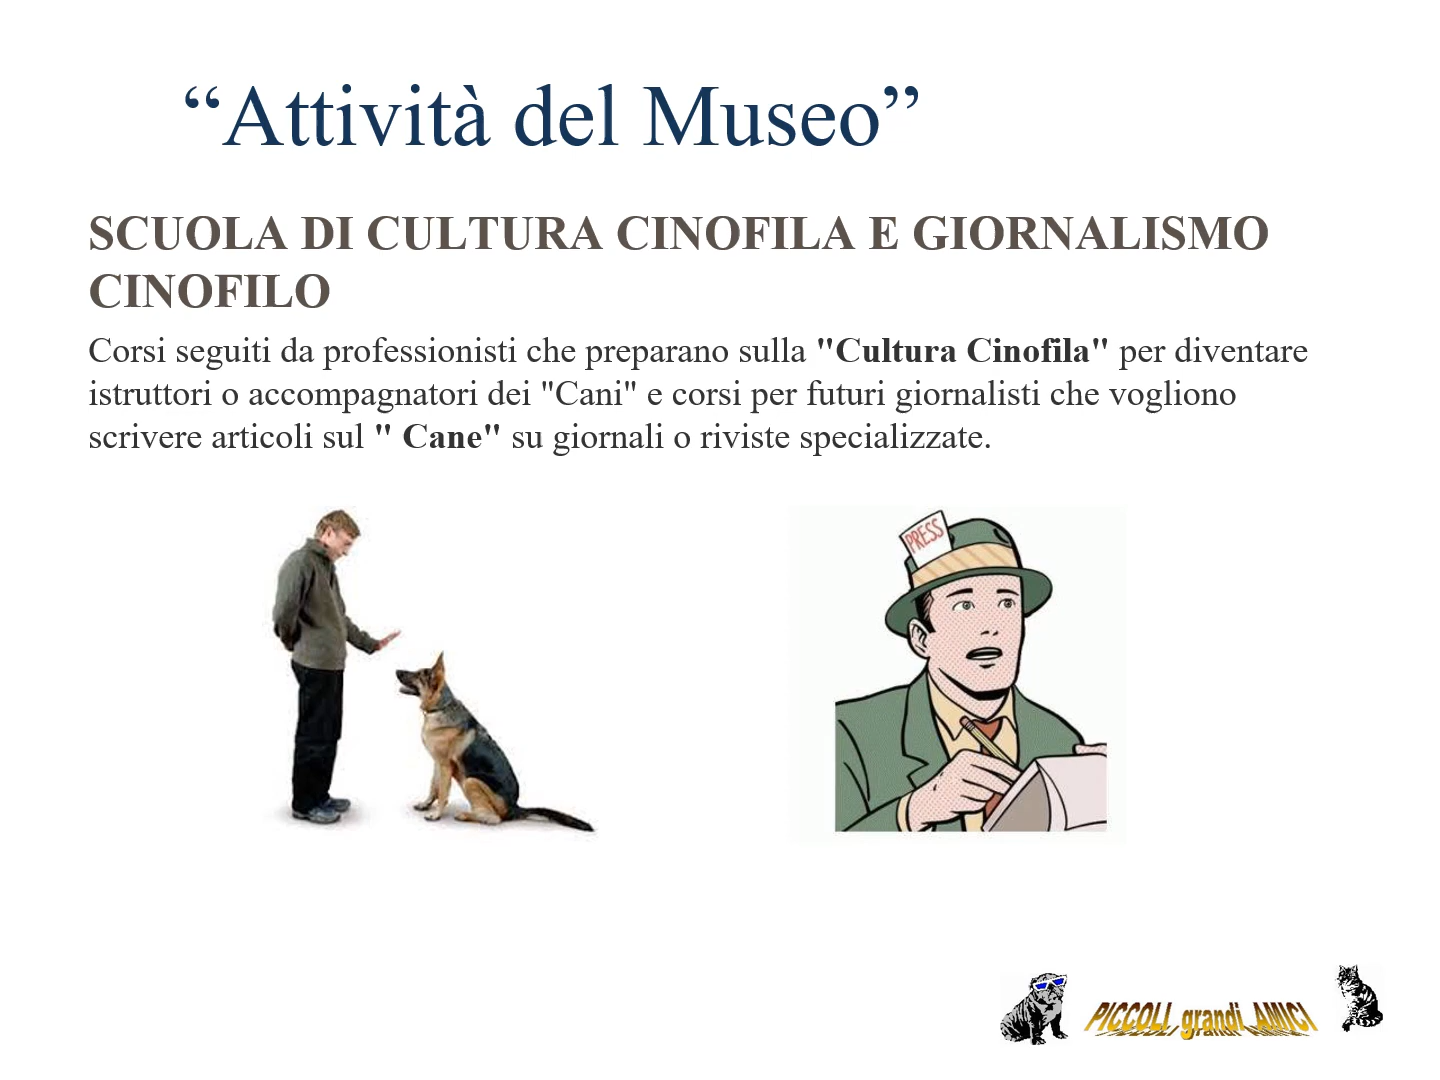 “Attività del Museo”
SCUOLA DI CULTURA CINOFILA E GIORNALISMO
CINOFILO
Corsi seguiti da professionisti che preparano sulla "Cultura Cinofila" per diventare
istruttori o accompagnatori dei "Cani" e corsi per futuri giornalisti che vogliono
scrivere articoli sul " Cane" su giornali o riviste specializzate.
PRESS
PICCOLI grandi AMICI